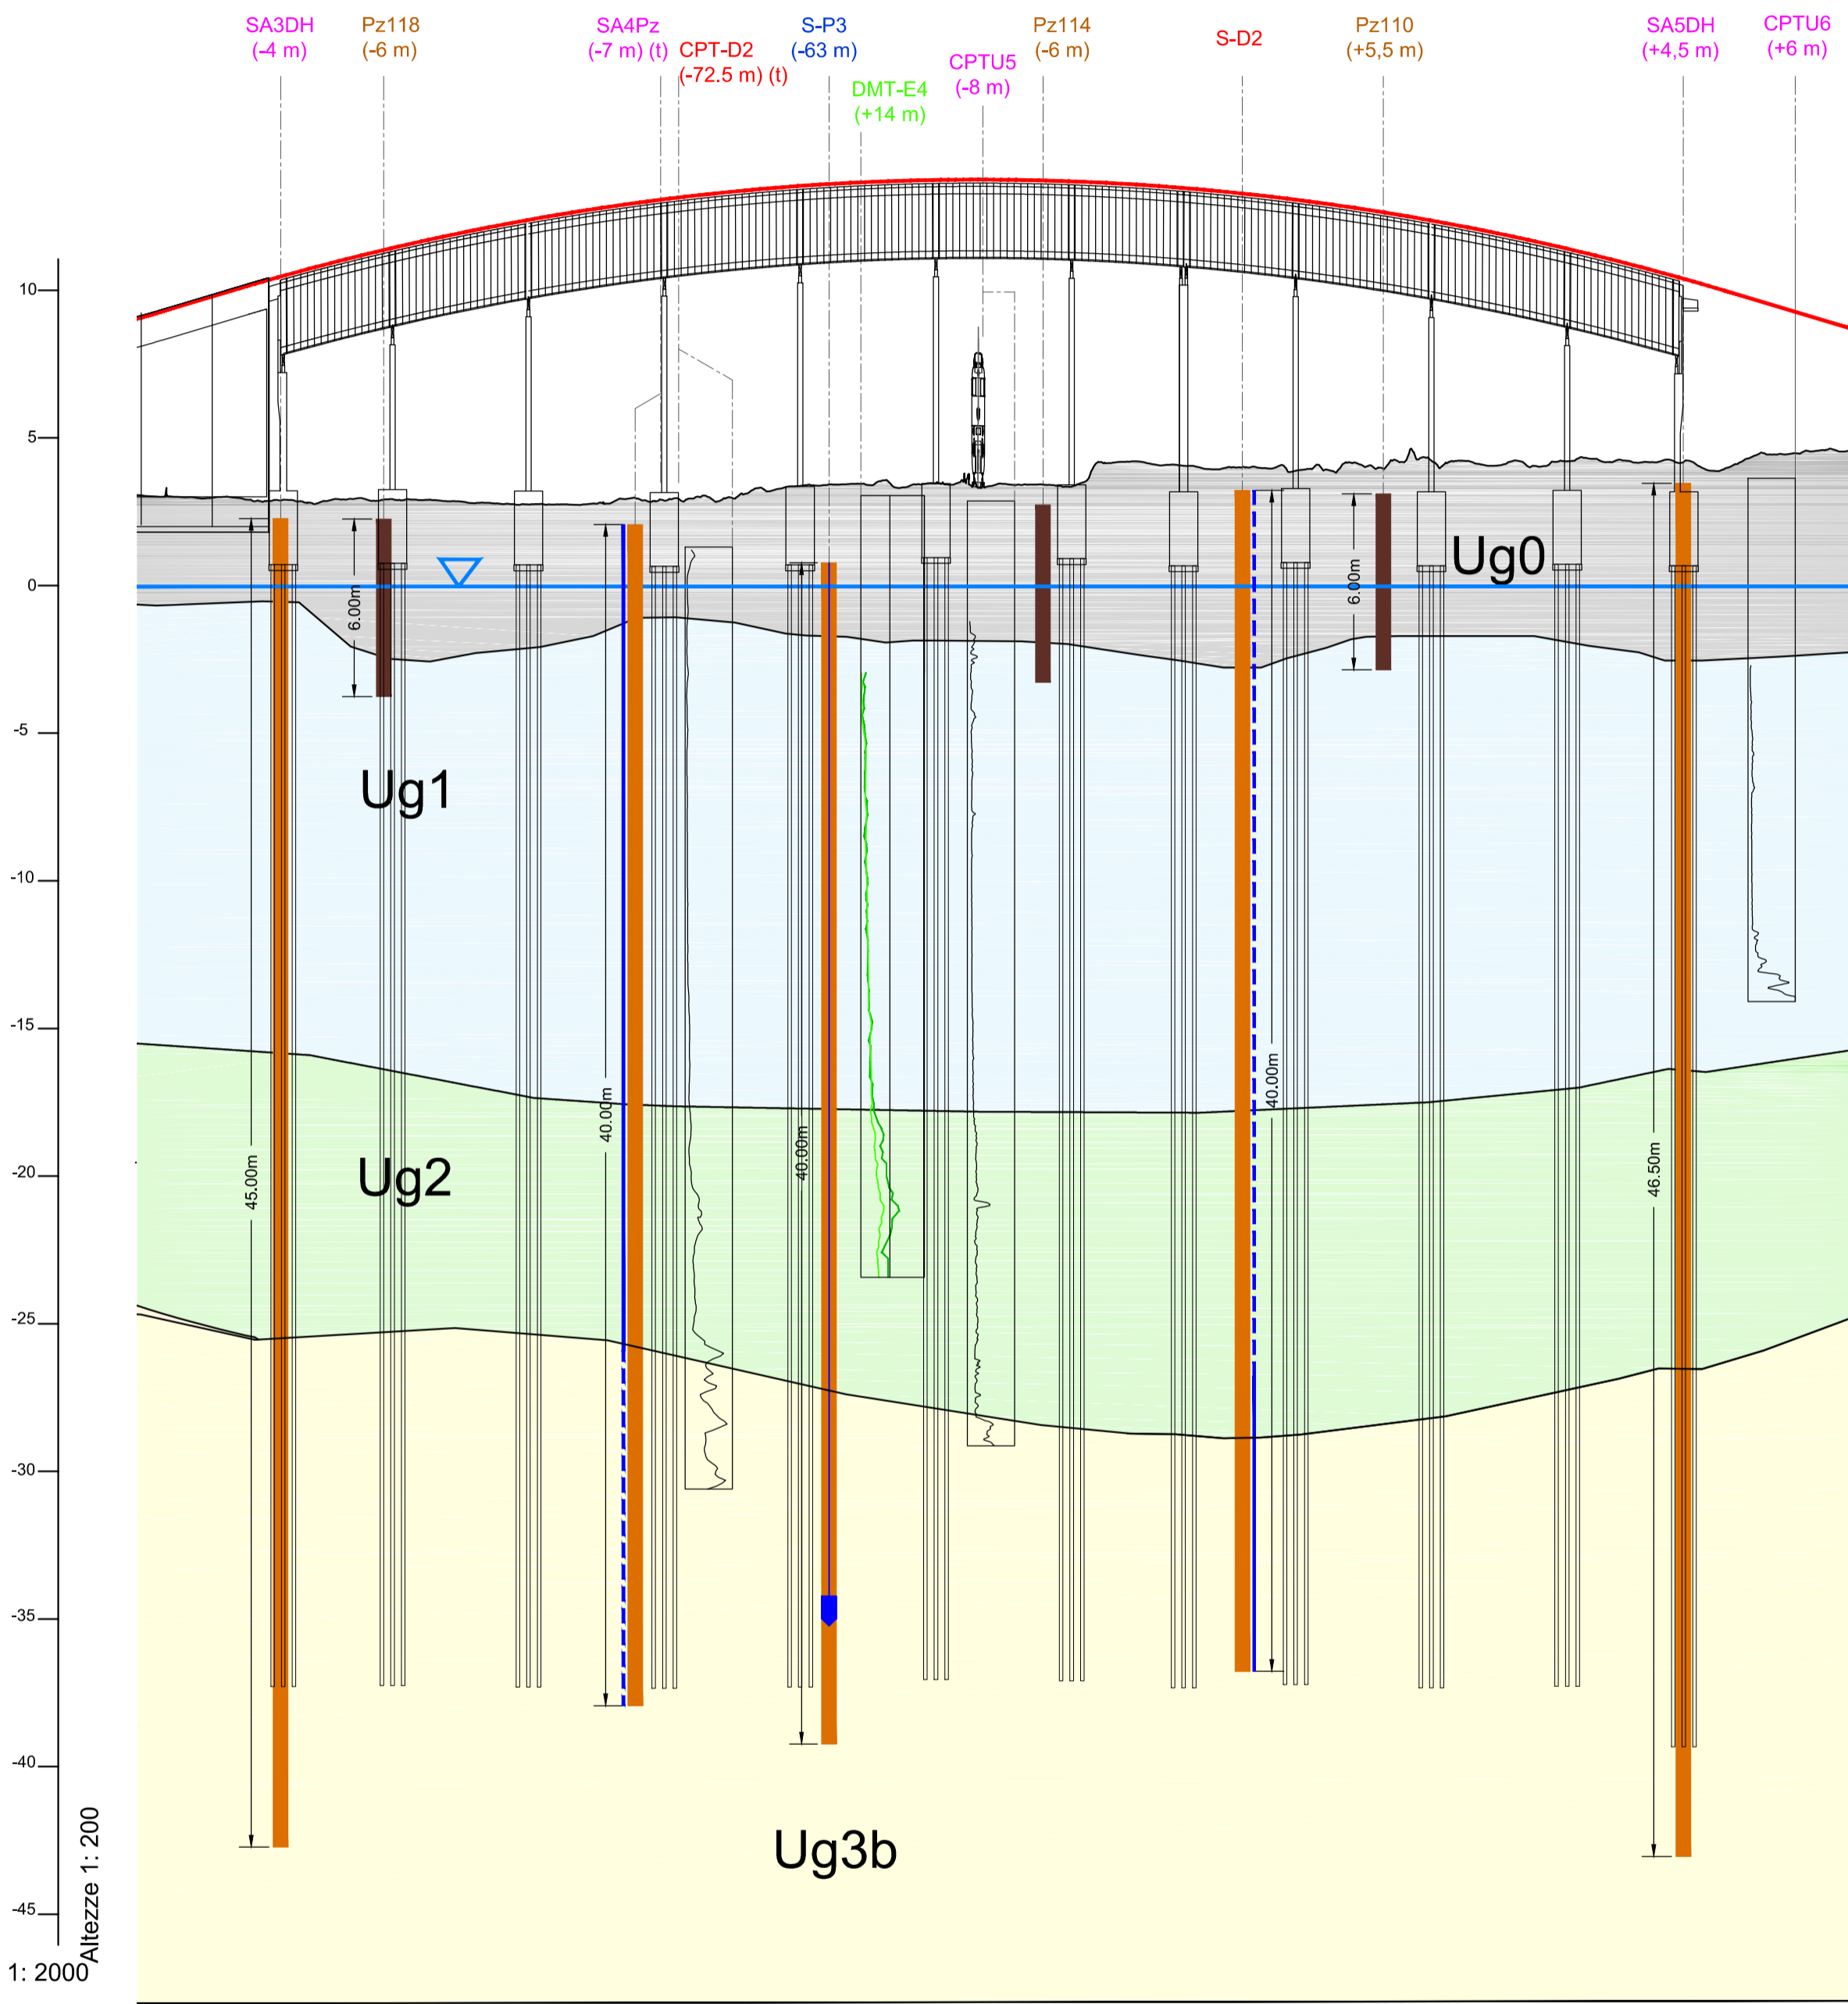 SA3DH
(-4 m)
Pz118
(-6 m)
SA4Pz
(-7 m) (t)
CPT-D2
(-72.5 m) (t)
S-P3
(-63 m)
DMT-E4
(+14 m)
CPTU5
(-8 m)
Pz114
(-6 m)
S-D2
Pz110
(+5,5 m)
SA5DH
(+4,5 m)
CPTU6
(+6 m)
10
5
0
-5
-10
-15
-20
-25
-30
-35
-40
-45
Ug0
Ug1
Ug2
Ug3b
45.00m
6.00m
40.00m
40.00m
40.00m
6.00m
46.50m
Altezze 1: 200
1: 2000